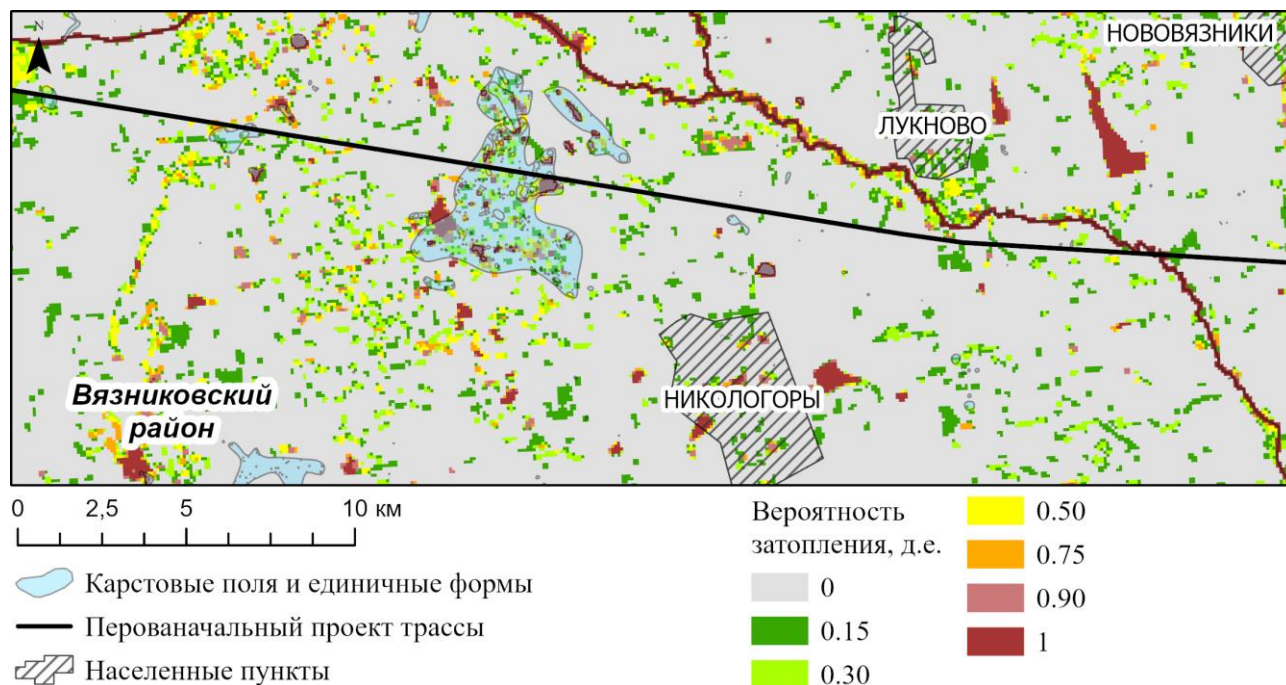 N
НОВОВЯЗНИКИ
ЛУКНОВО
Вязниковский
район
НИКОЛОГОРЫ
0 2,5 5 10 км
Карстовые поля и единичные формы
Перованачальный проект трассы
Населенные пункты
Вероятность
затопления, д.е.
0
0.15
0.30
0.50
0.75
0.90
1